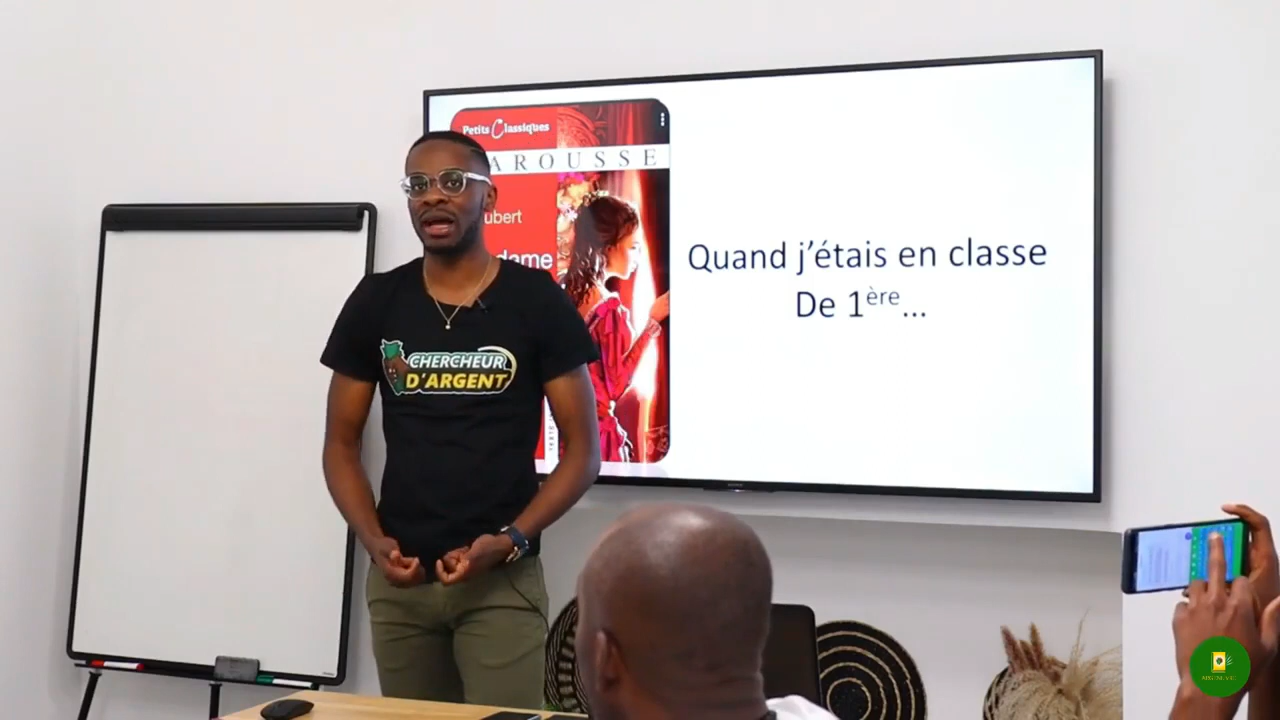 Petits Classiques
AROUSSE
ubert
dame
Quand j'étais en classe
De 1ère...
CHERCHEUR
D'ARGENT